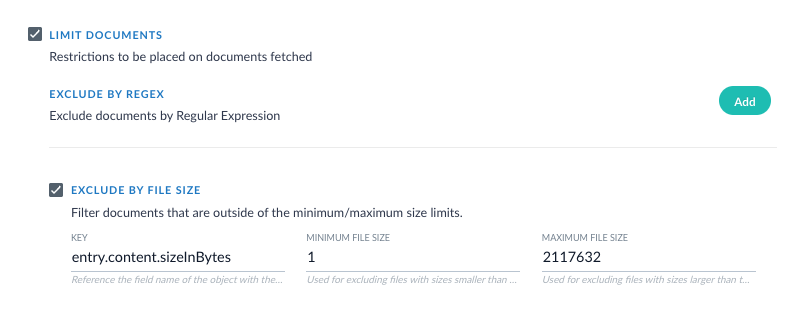 LIMIT DOCUMENTS
Restrictions to be placed on documents fetched
EXCLUDE BY REGEX
Add
Exclude documents by Regular Expression
EXCLUDE BY FILE SIZE
Filter documents that are outside of the minimum/maximum size limits.
KEY MINIMUM FILE SIZE MAXIMUM FILE SIZE
entry.content.sizeInBytes 1 2117632
Reference the field name of the object with the... Used for excluding files with sizes smaller than ... Used for excluding files with sizes larger than t...